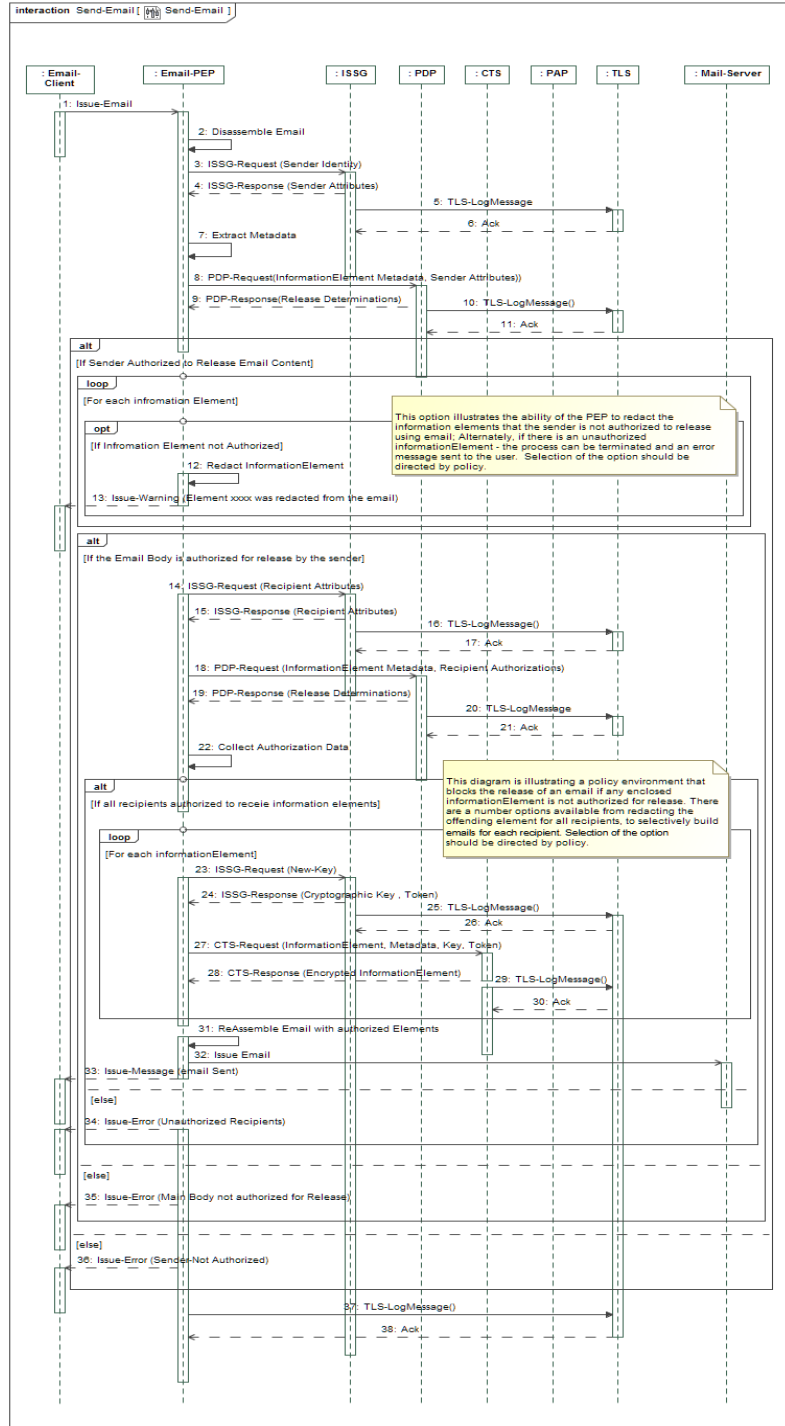 interaction Send-Email [ Send-Email ]
: Email-
Client
: Email-PEP
: ISSG
: PDP
: CTS
: PAP
: TLS
: Mail-Server
1: Issue-Email
2: Disassemble Email
3: ISSG-Request (Sender Identity)
4: ISSG-Response (Sender Attributes)
5: TLS-LogMessage
6: Ack
7: Extract Metadata
8: PDP-Request(InformationElement Metadata, Sender Attributes))
9: PDP-Response(Release Determinations)
10: TLS-LogMessage()
11: Ack
alt
[If Sender Authorized to Release Email Content]
loop
[For each infromation Element]
This option illustrates the ability of the PEP to redact the
information elements that the sender is not authorized to release
using email; Alternately, if there is an unauthorized
informationElement - the process can be terminated and an error
message sent to the user. Selection of the option should be
directed by policy.
opt
[If Infromation Element not Authorized]
12: Redact InformationElement
13: Issue-Warning (Element xxxx was redacted from the email)
alt
[If the Email Body is authorized for release by the sender]
14: ISSG-Request (Recipient Attributes)
15: ISSG-Response (Recipient Attributes)
16: TLS-LogMessage()
17: Ack
18: PDP-Request (InformationElement Metadata, Recipient Authorizations)
19: PDP-Response (Release Determinations)
20: TLS-LogMessage
21: Ack
22: Collect Authorization Data
This diagram is illustrating a policy environment that
blocks the release of an email if any enclosed
informationElement is not authorized for release. There
are a number options available from redacting the
offending element for all recipients, to selectively build
emails for each recipient. Selection of the option
should be directed by policy.
alt
[If all recipients authorized to receie information elements]
loop
[For each informationElement]
23: ISSG-Request (New-Key)
24: ISSG-Response (Cryptographic Key , Token)
25: TLS-LogMessage()
26: Ack
27: CTS-Request (InformationElement, Metadata, Key, Token)
28: CTS-Response (Encrypted InformationElement)
29: TLS-LogMessage()
30: Ack
31: ReAssemble Email with authorized Elements
32: Issue Email
33: Issue-Message (email Sent)
[else]
34: Issue-Error (Unauthorized Recipients)
[else]
35: Issue-Error (Main Body not authorized for Release)
[else]
36: Issue-Error (Sender-Not Authorized)
37: TLS-LogMessage()
38: Ack